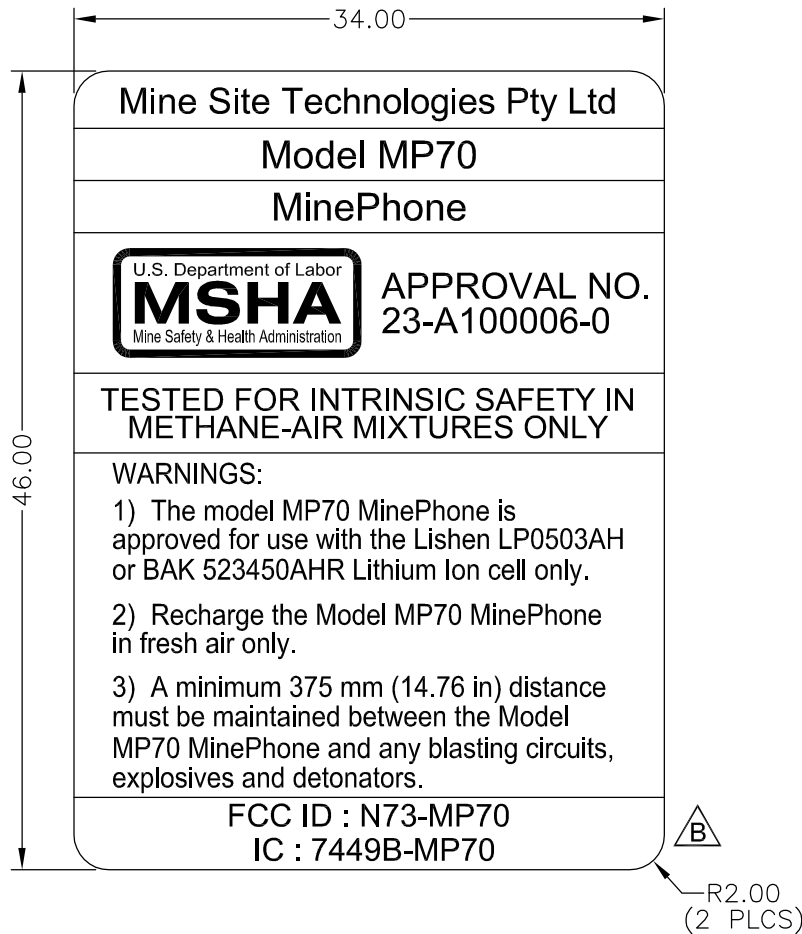 34.00
Mine Site Technologies Pty Ltd
Model MP70
MinePhone
U.S. Department of Labor
MSHA
Mine Safety & Health Administration
APPROVAL NO.
23-A100006-0
TESTED FOR INTRINSIC SAFETY IN
METHANE-AIR MIXTURES ONLY
46.00
WARNINGS:
1) The model MP70 MinePhone is
approved for use with the Lishen LP0503AH
or BAK 523450AHR Lithium Ion cell only.
2) Recharge the Model MP70 MinePhone
in fresh air only.
3) A minimum 375 mm (14.76 in) distance
must be maintained between the Model
MP70 MinePhone and any blasting circuits,
explosives and detonators.
FCC ID : N73-MP70
IC : 7449B-MP70
B
R2.00
(2 PLCS)